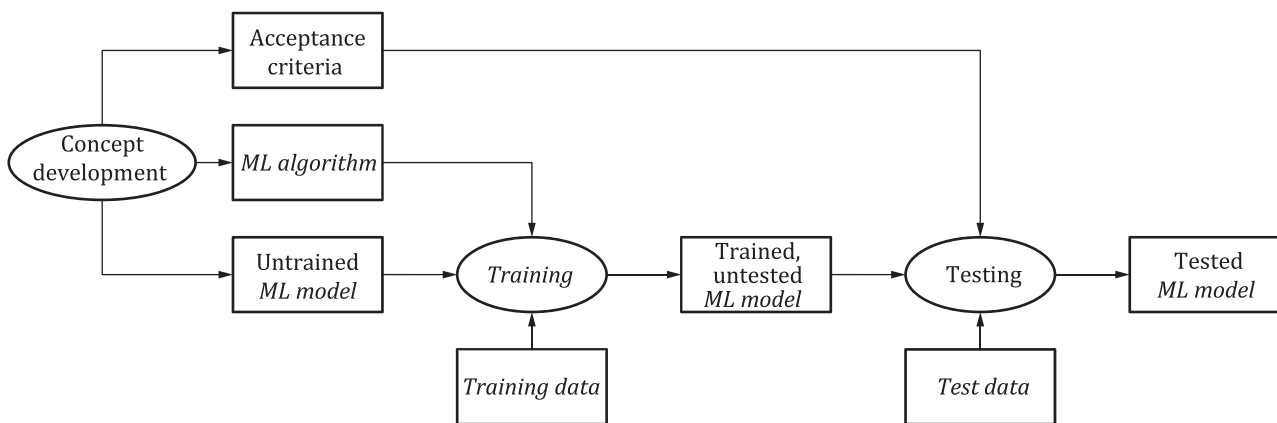 Acceptance
criteria
Concept
development
ML algorithm
Untrained
ML model
Training
Trained,
untested
ML model
Testing
Tested
ML model
Training data
Test data